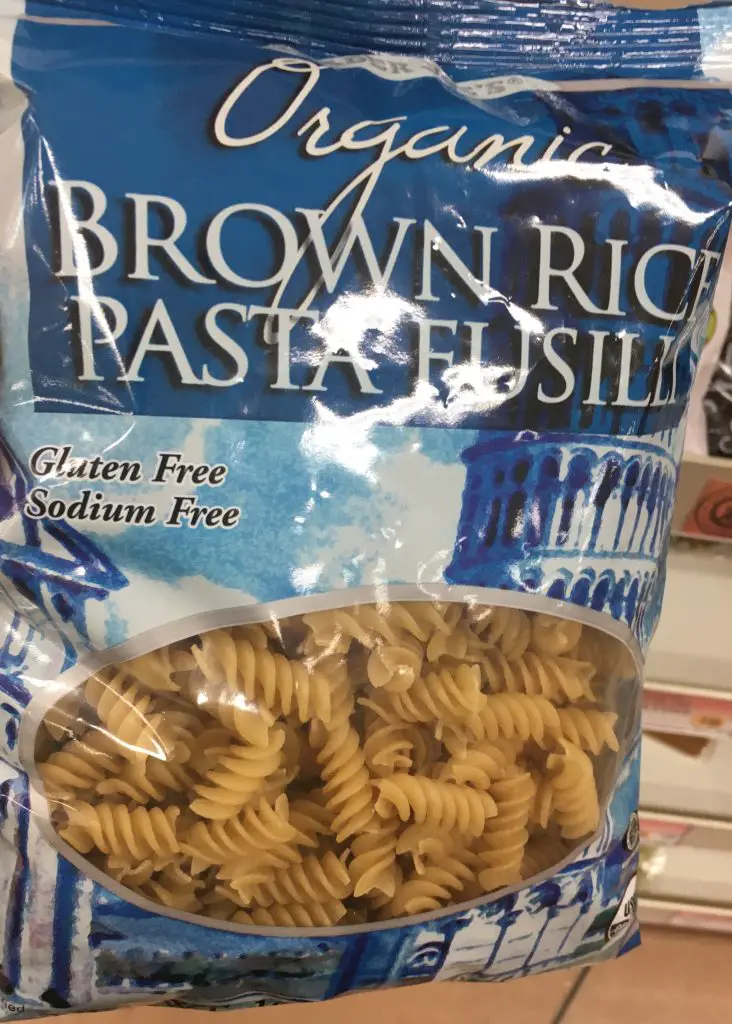 Organic
BROWN RICE
PASTA FUSILLI
Gluten Free
Sodium Free